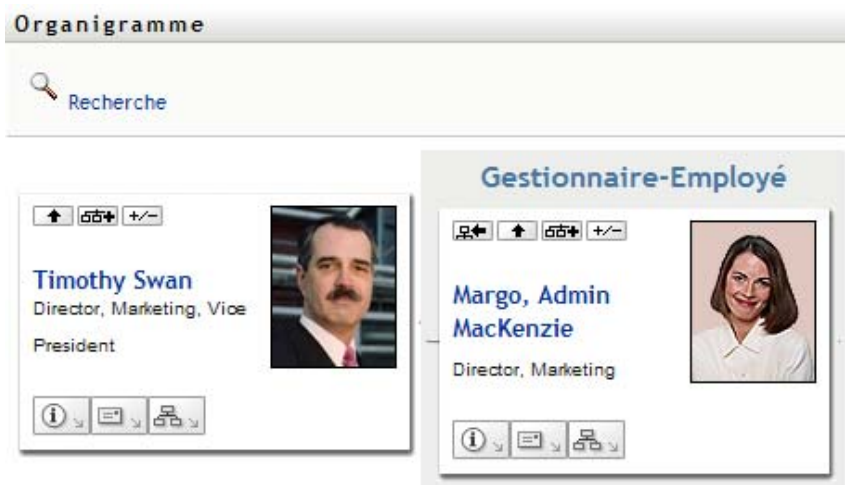 Organigramme
Recherche
Timothy Swan
Director, Marketing, Vice
President
Gestionnaire-Employé
Margo, Admin
MacKenzie
Director, Marketing